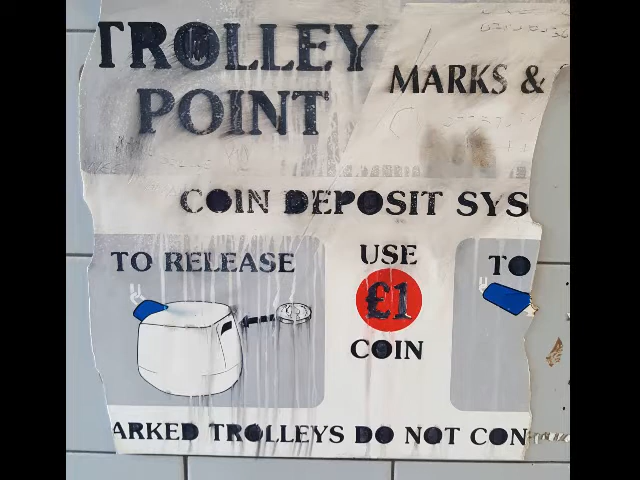 TROLLEY
POINT
MARKS &
COIN DEPOSIT SYS
TO RELEASE
USE
£1
COIN
TO
ARKED TROLLEYS DO NOT CON